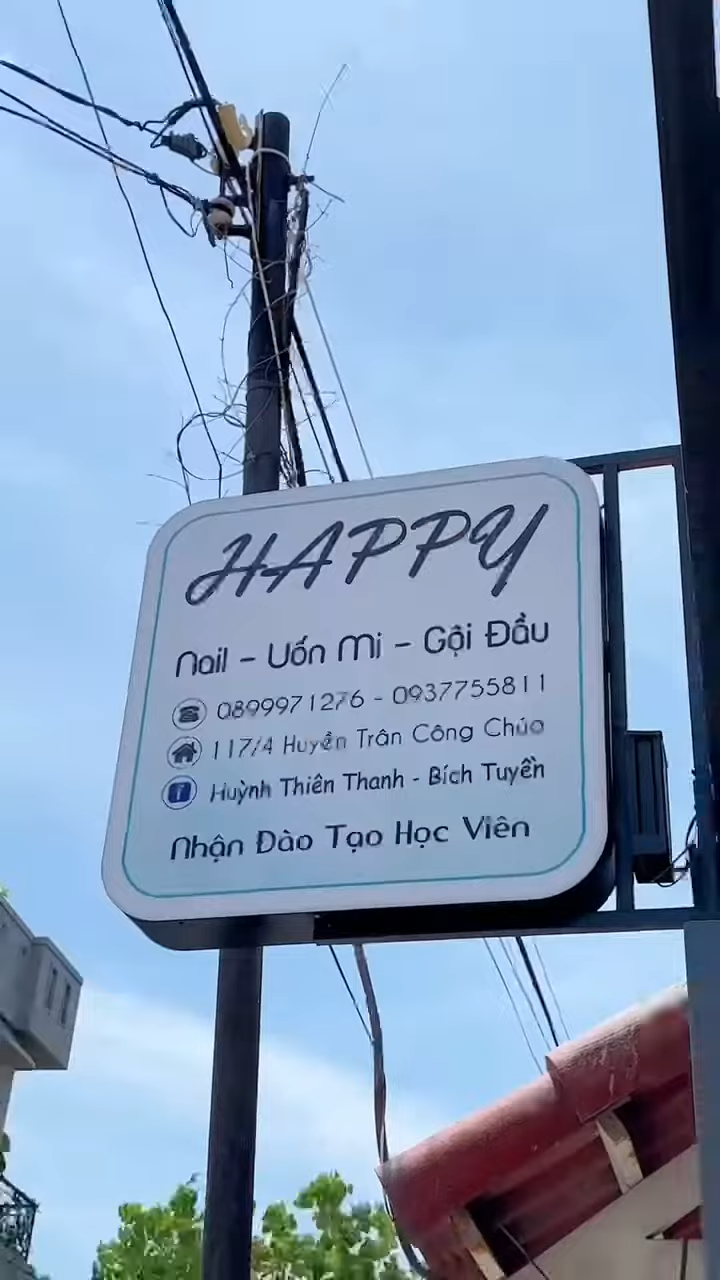 HAPPY
Nail - Uốn Mi - Gội Đầu
0899971276 - 0937755811
117/4 Huyền Trân Công Chúa
Huỳnh Thiên Thanh - Bích Tuyền
Nhận Đào Tạo Học Viên